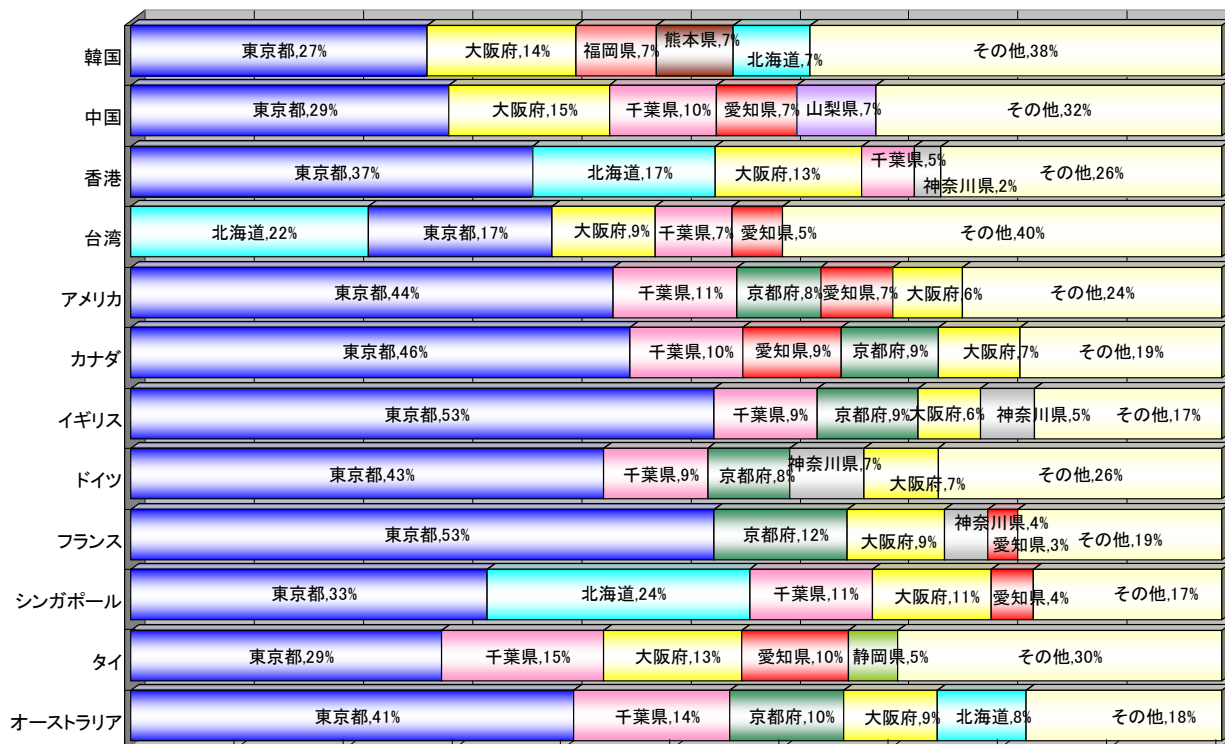 韓国 東京都,27% 大阪府,14% 福岡県,7% 熊本県,7% 北海道,7% その他,38%
中国 東京都,29% 大阪府,15% 千葉県,10% 愛知県,7% 山梨県,7% その他,32%
香港 東京都,37% 北海道,17% 大阪府,13% 千葉県,5% 神奈川県,2% その他,26%
台湾 北海道,22% 東京都,17% 大阪府,9% 千葉県,7% 愛知県,5% その他,40%
アメリカ 東京都,44% 千葉県,11% 京都府,8% 愛知県,7% 大阪府,6% その他,24%
カナダ 東京都,46% 千葉県,10% 愛知県,9% 京都府,9% 大阪府,7% その他,19%
イギリス 東京都,53% 千葉県,9% 京都府,9% 大阪府,6% 神奈川県,5% その他,17%
ドイツ 東京都,43% 千葉県,9% 京都府,8% 神奈川県,7% 大阪府,7% その他,26%
フランス 東京都,53% 京都府,12% 大阪府,9% 神奈川県,4% 愛知県,3% その他,19%
シンガポール 東京都,33% 北海道,24% 千葉県,11% 大阪府,11% 愛知県,4% その他,17%
タイ 東京都,29% 千葉県,15% 大阪府,13% 愛知県,10% 静岡県,5% その他,30%
オーストラリア 東京都,41% 千葉県,14% 京都府,10% 大阪府,9% 北海道,8% その他,18%